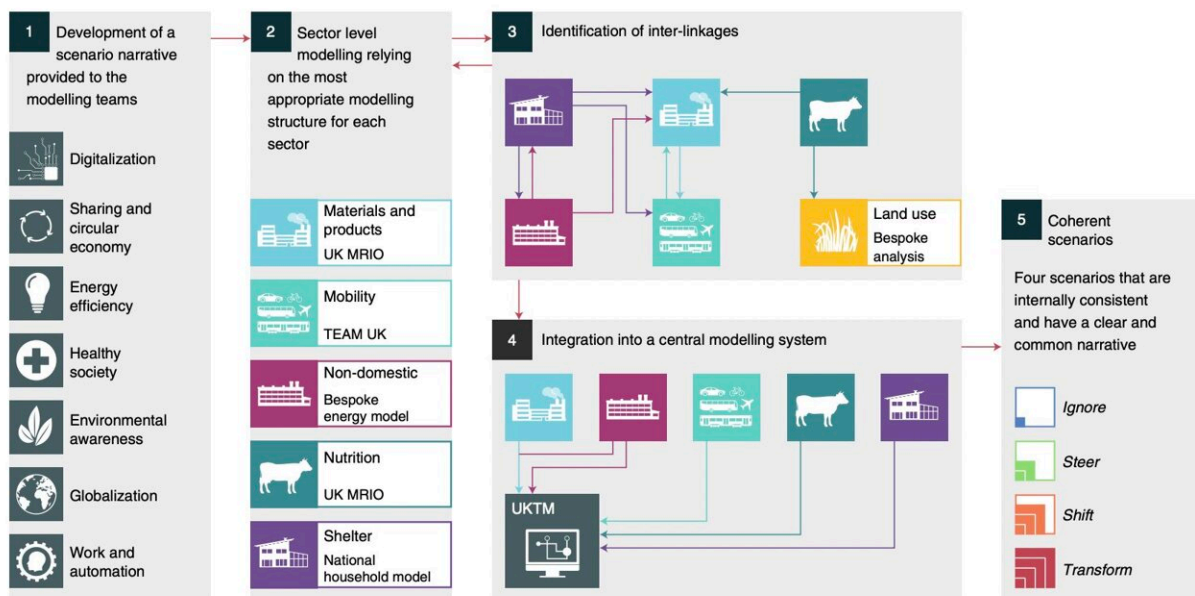 1
Development of a
scenario narrative
provided to the
modelling teams
Digitalization
Sharing and
circular
economy
Energy
efficiency
Healthy
society
Environmental
awareness
Globalization
Work and
automation
2
Sector level
modelling relying
on the most
appropriate modelling
structure for each
sector
Materials and
products
UK MRIO
Mobility
TEAM UK
Non-domestic
Bespoke
energy model
Nutrition
UK MRIO
Shelter
National
household model
3
Identification of inter-linkages
Land use
Bespoke
analysis
4
Integration into a central modelling system
UKTM
5
Coherent
scenarios
Four scenarios that are
internally consistent
and have a clear and
common narrative
Ignore
Steer
Shift
Transform